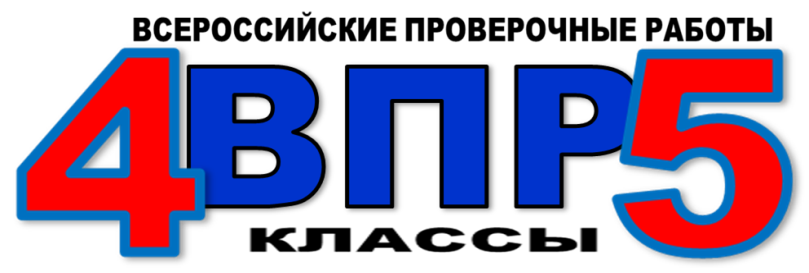 ВСЕРОССИЙСКИЕ ПРОВЕРОЧНЫЕ РАБОТЫ
4ВПР5
КЛАССЫ